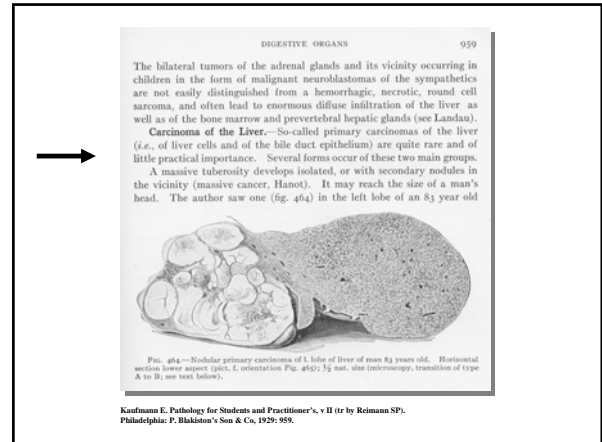 DIGESTIVE ORGANS 959
The bilateral tumors of the adrenal glands and its vicinity occurring in
children in the form of malignant neuroblastomas of the sympathetics
are not easily distinguished from a hemorrhagic, necrotic, round cell
sarcoma, and often lead to enormous diffuse infiltration of the liver as
well as of the bone marrow and prevertebral hepatic glands (see Landau).
Carcinoma of the Liver.—So-called primary carcinomas of the liver
(i.e., of liver cells and of the bile duct epithelium) are quite rare and of
little practical importance. Several forms occur of these two main groups.
A massive tuberosity develops isolated, or with secondary nodules in
the vicinity (massive cancer, Hanot). It may reach the size of a man's
head. The author saw one (fig. 464) in the left lobe of an 83 year old
FIG. 464.—Nodular primary carcinoma of l. lobe of liver of man 83 years old. Horizontal
section lower aspect (pict. f. orientation Fig. 465); ½ nat. size (microscopy, transition of type
A to B; see text below).
Kaufmann E. Pathology for Students and Practitioner's, v II (tr by Reimann SP).
Philadelphia: P. Blakiston's Son & Co, 1929: 959.